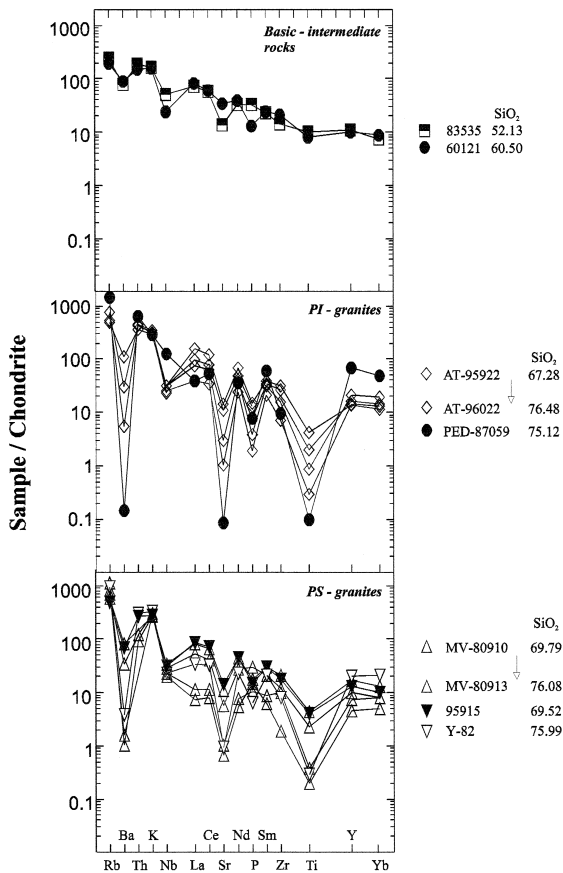 Sample / Chondrite
1000
100
10
1
0.1
Basic - intermediate
rocks
SiO₂
83535 52.13
60121 60.50
1000
100
10
1
0.1
PI - granites
SiO₂
AT-95922 67.28
AT-96022 76.48
PED-87059 75.12
1000
100
10
1
0.1
PS - granites
SiO₂
MV-80910 69.79
MV-80913 76.08
95915 69.52
Y-82 75.99
Ba K Ce Nd Sm Y
Rb Th Nb La Sr P Zr Ti Yb